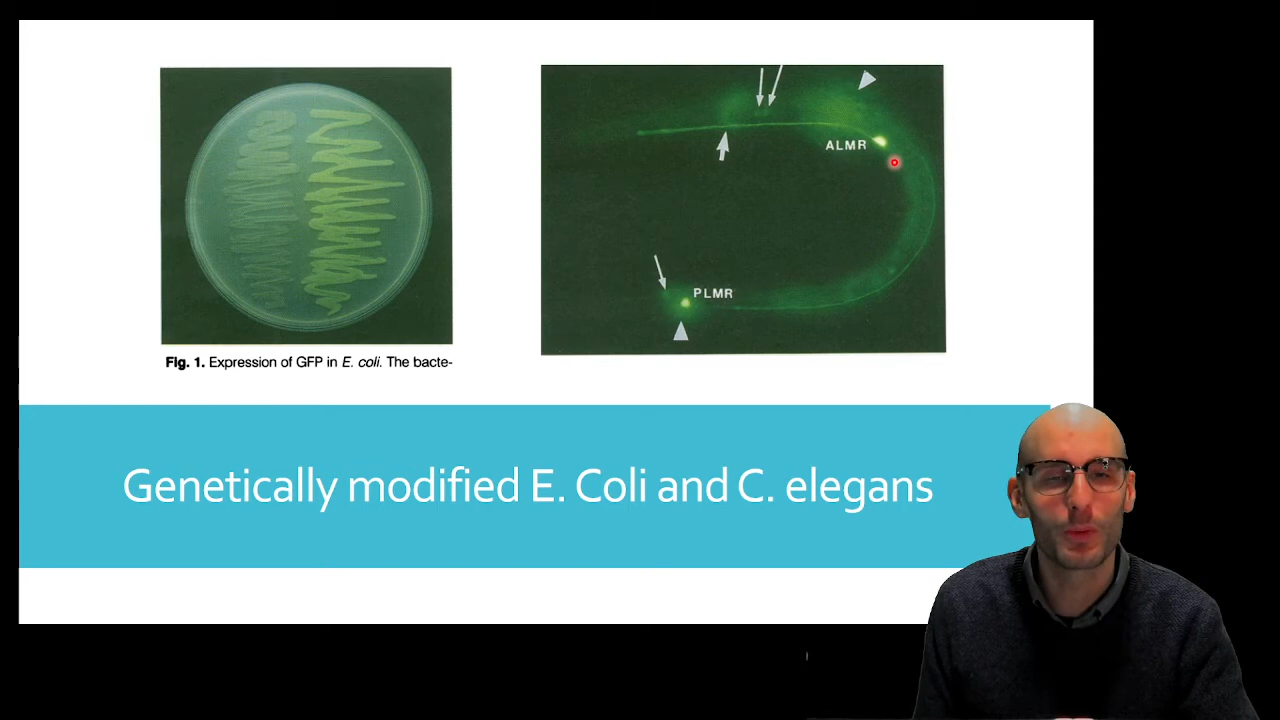 ALMR
PLMR
Fig. 1. Expression of GFP in E. coli. The bacte-
Genetically modified E. Coli and C. elegans